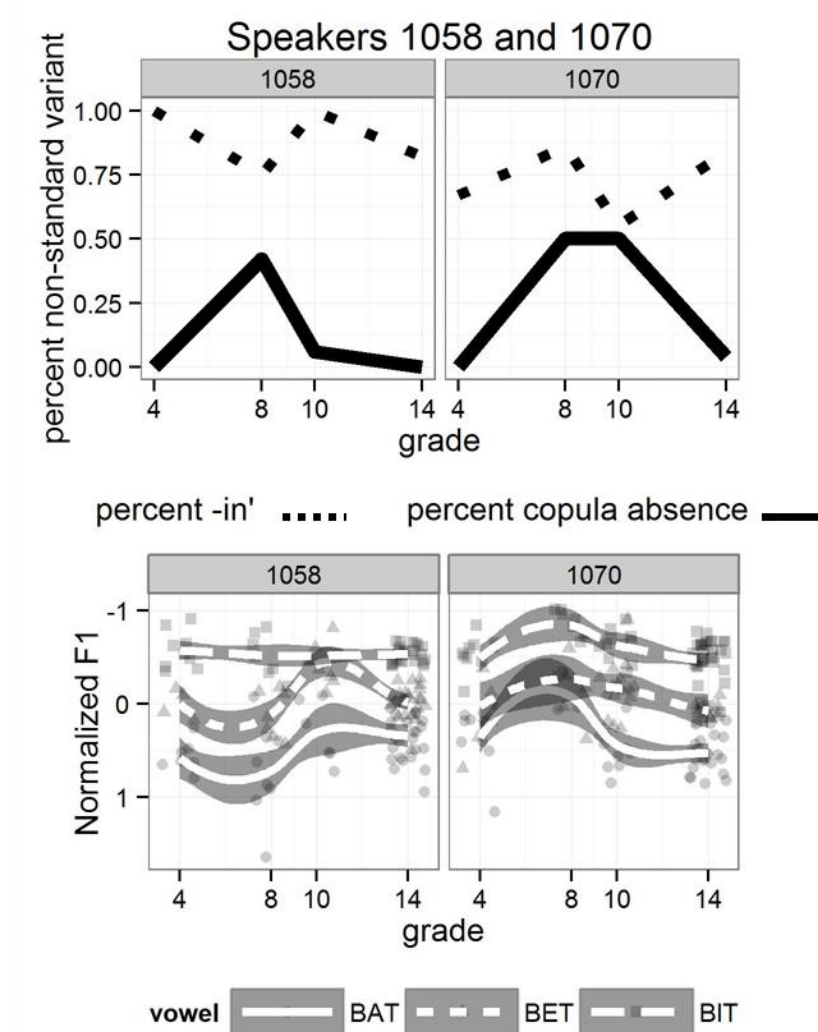 Speakers 1058 and 1070
1058 1070
percent non-standard variant
1.00
0.75
0.50
0.25
0.00
4 8 10 14 4 8 10 14
grade
percent -in' percent copula absence
1058 1070
Normalized F1
-1
0
1
4 8 10 14 4 8 10 14
grade
vowel BAT BET BIT